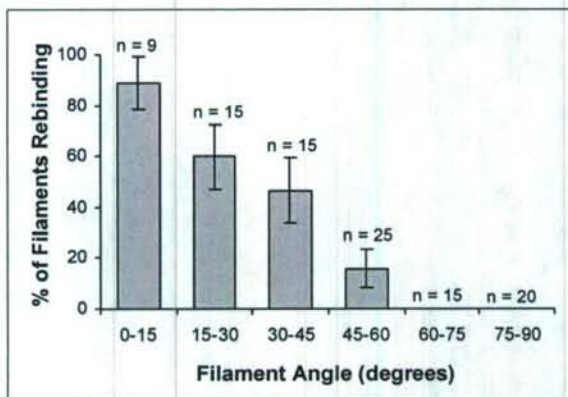 % of Filaments Rebinding
100
80
60
40
20
0
n = 9
n = 15
n = 15
n = 25
n = 15
n = 20
0-15
15-30
30-45
45-60
60-75
75-90
Filament Angle (degrees)